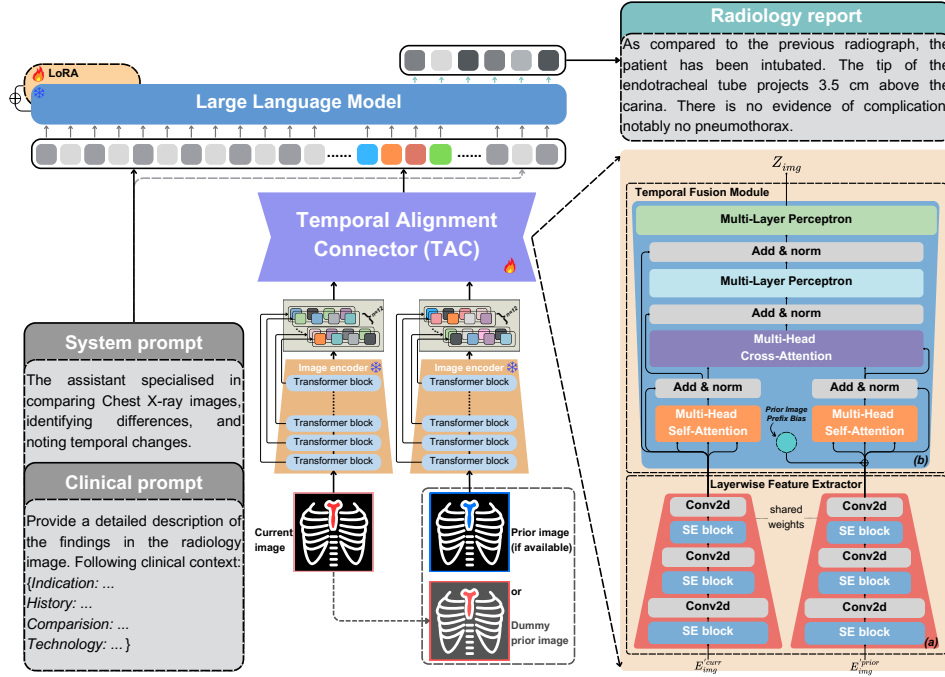 Radiology report
As compared to the previous radiograph, the
patient has been intubated. The tip of the
endotracheal tube projects 3.5 cm above the
carina. There is no evidence of complication,
notably no pneumothorax.
LoRA
Large Language Model
Temporal Alignment
Connector (TAC)
n=12
n=12
Image encoder
Transformer block
Transformer block
Transformer block
Transformer block
Image encoder
Transformer block
Transformer block
Transformer block
Transformer block
System prompt
The assistant specialised in
comparing Chest X-ray images,
identifying differences, and
noting temporal changes.
Clinical prompt
Provide a detailed description of
the findings in the radiology
image. Following clinical context:
{Indication: ...
History: ...
Comparision: ...
Technology: ... }
Current
image
Prior image
(if available)
or
Dummy
prior image
Z_img
Temporal Fusion Module
Multi-Layer Perceptron
Add & norm
Multi-Layer Perceptron
Add & norm
Multi-Head
Cross-Attention
Add & norm
Add & norm
Multi-Head
Self-Attention
Prior Image
Prefix Bias
Multi-Head
Self-Attention
(b)
Layerwise Feature Extractor
Conv2d
SE block
Conv2d
SE block
Conv2d
SE block
shared
weights
Conv2d
SE block
Conv2d
SE block
Conv2d
SE block
(a)
E'^curr_img
E'^prior_img